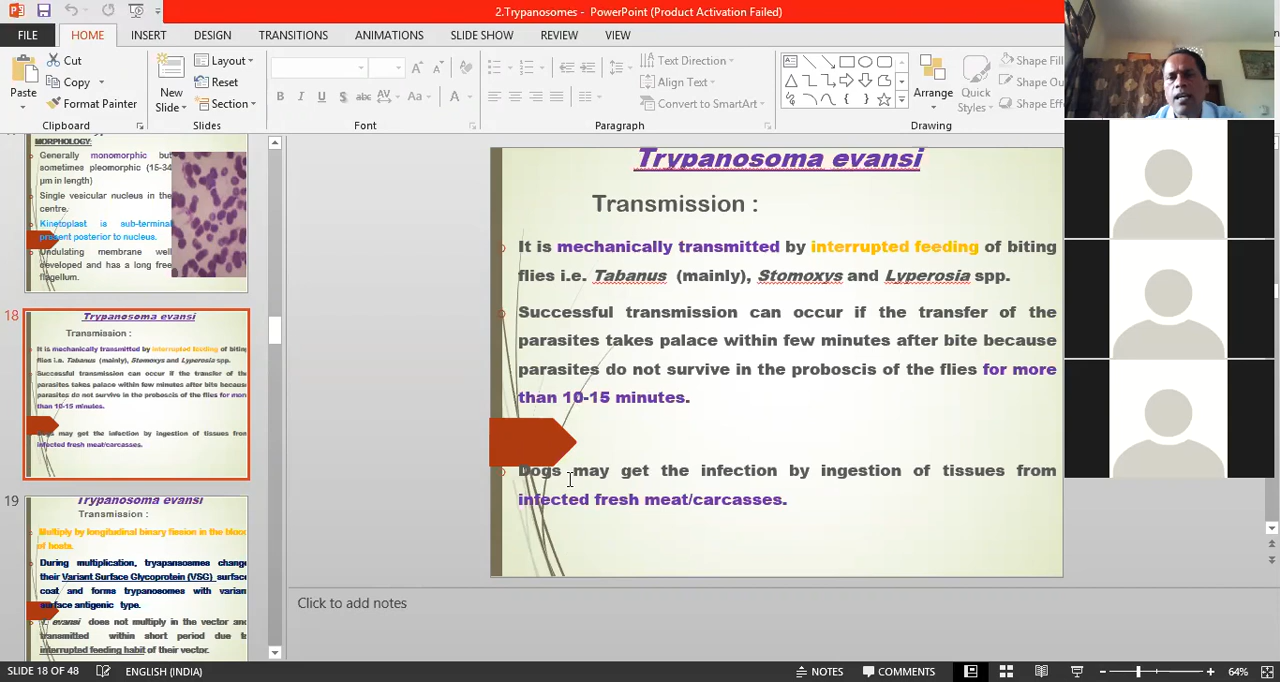 2.Trypanosomes - PowerPoint (Product Activation Failed)
FILE HOME INSERT DESIGN TRANSITIONS ANIMATIONS SLIDE SHOW REVIEW VIEW
Paste
Cut
Copy
Format Painter
Clipboard
New
Slide
Layout
Reset
Section
Slides
B I U S abc AV Aa A
Font
Text Direction
Align Text
Convert to SmartArt
Paragraph
Arrange
Quick
Styles
Shape Fill
Shape Ou
Shape Effe
Drawing
MORPHOLOGY:
Generally monomorphic but
sometimes pleomorphic (15-34
µm in length)
Single vesicular nucleus in the
centre.
Kinetoplast is sub-terminal
present posterior to nucleus.
Undulating membrane well
developed and has a long free
flagellum.
18
Trypanosoma evansi
Transmission :
It is mechanically transmitted by interrupted feeding of biting
flies i.e. Tabanus (mainly), Stomoxys and Lyperosia spp.
Successful transmission can occur if the transfer of the
parasites takes palace within few minutes after bite because
parasites do not survive in the proboscis of the flies for more
than 10-15 minutes.
Dogs may get the infection by ingestion of tissues from
infected fresh meat/carcasses.
19
Trypanosoma evansi
Transmission :
Multiply by longitudinal binary fission in the blood
of hosts.
During multiplication, tryspansosmes change
their Variant Surface Glycoprotein (VSG) surface
coat and forms trypanosomes with varian
surface antigenic type.
T. evansi does not multiply in the vector and
transmitted within short period due to
interrupted feeding habit of their vector.
Trypanosoma evansi
Transmission :
It is mechanically transmitted by interrupted feeding of biting
flies i.e. Tabanus (mainly), Stomoxys and Lyperosia spp.
Successful transmission can occur if the transfer of the
parasites takes palace within few minutes after bite because
parasites do not survive in the proboscis of the flies for more
than 10-15 minutes.
Dogs may get the infection by ingestion of tissues from
infected fresh meat/carcasses.
Click to add notes
SLIDE 18 OF 48 ENGLISH (INDIA) NOTES COMMENTS 64%